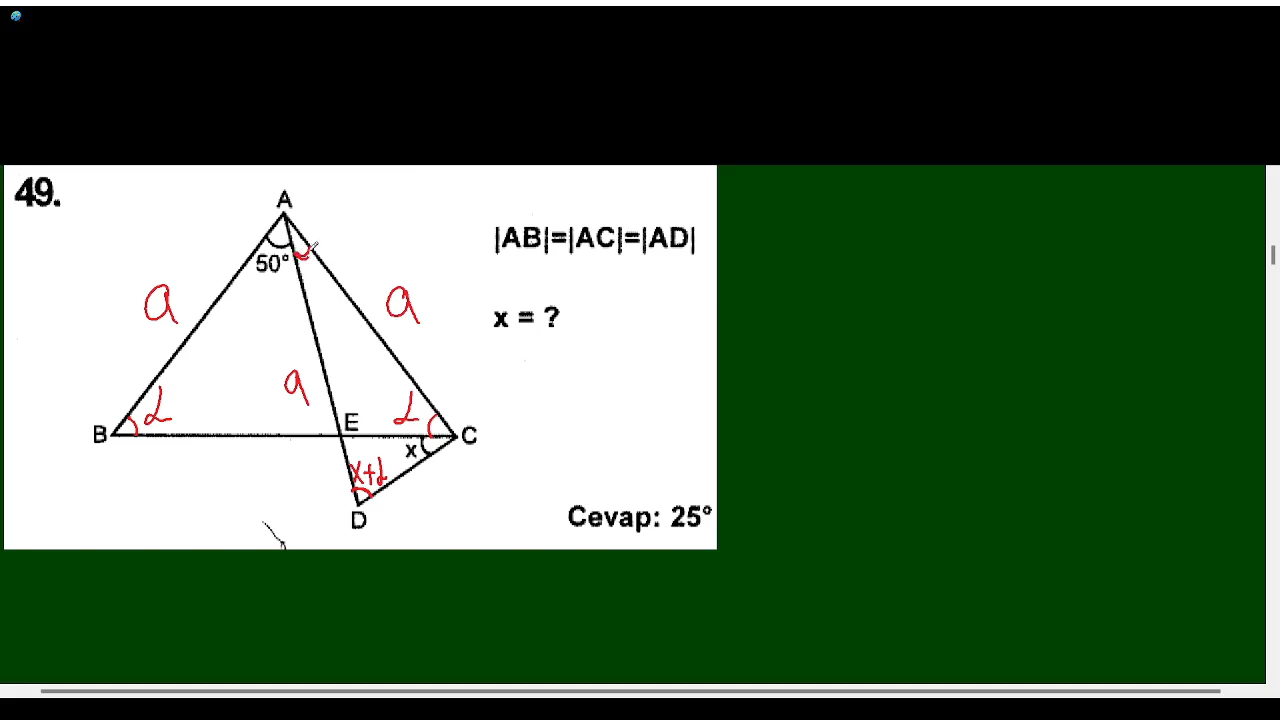 49.
A
|AB|=|AC|=|AD|
50°
a
a
x = ?
a
α
α
B
E
C
x
x+α
D
Cevap: 25°